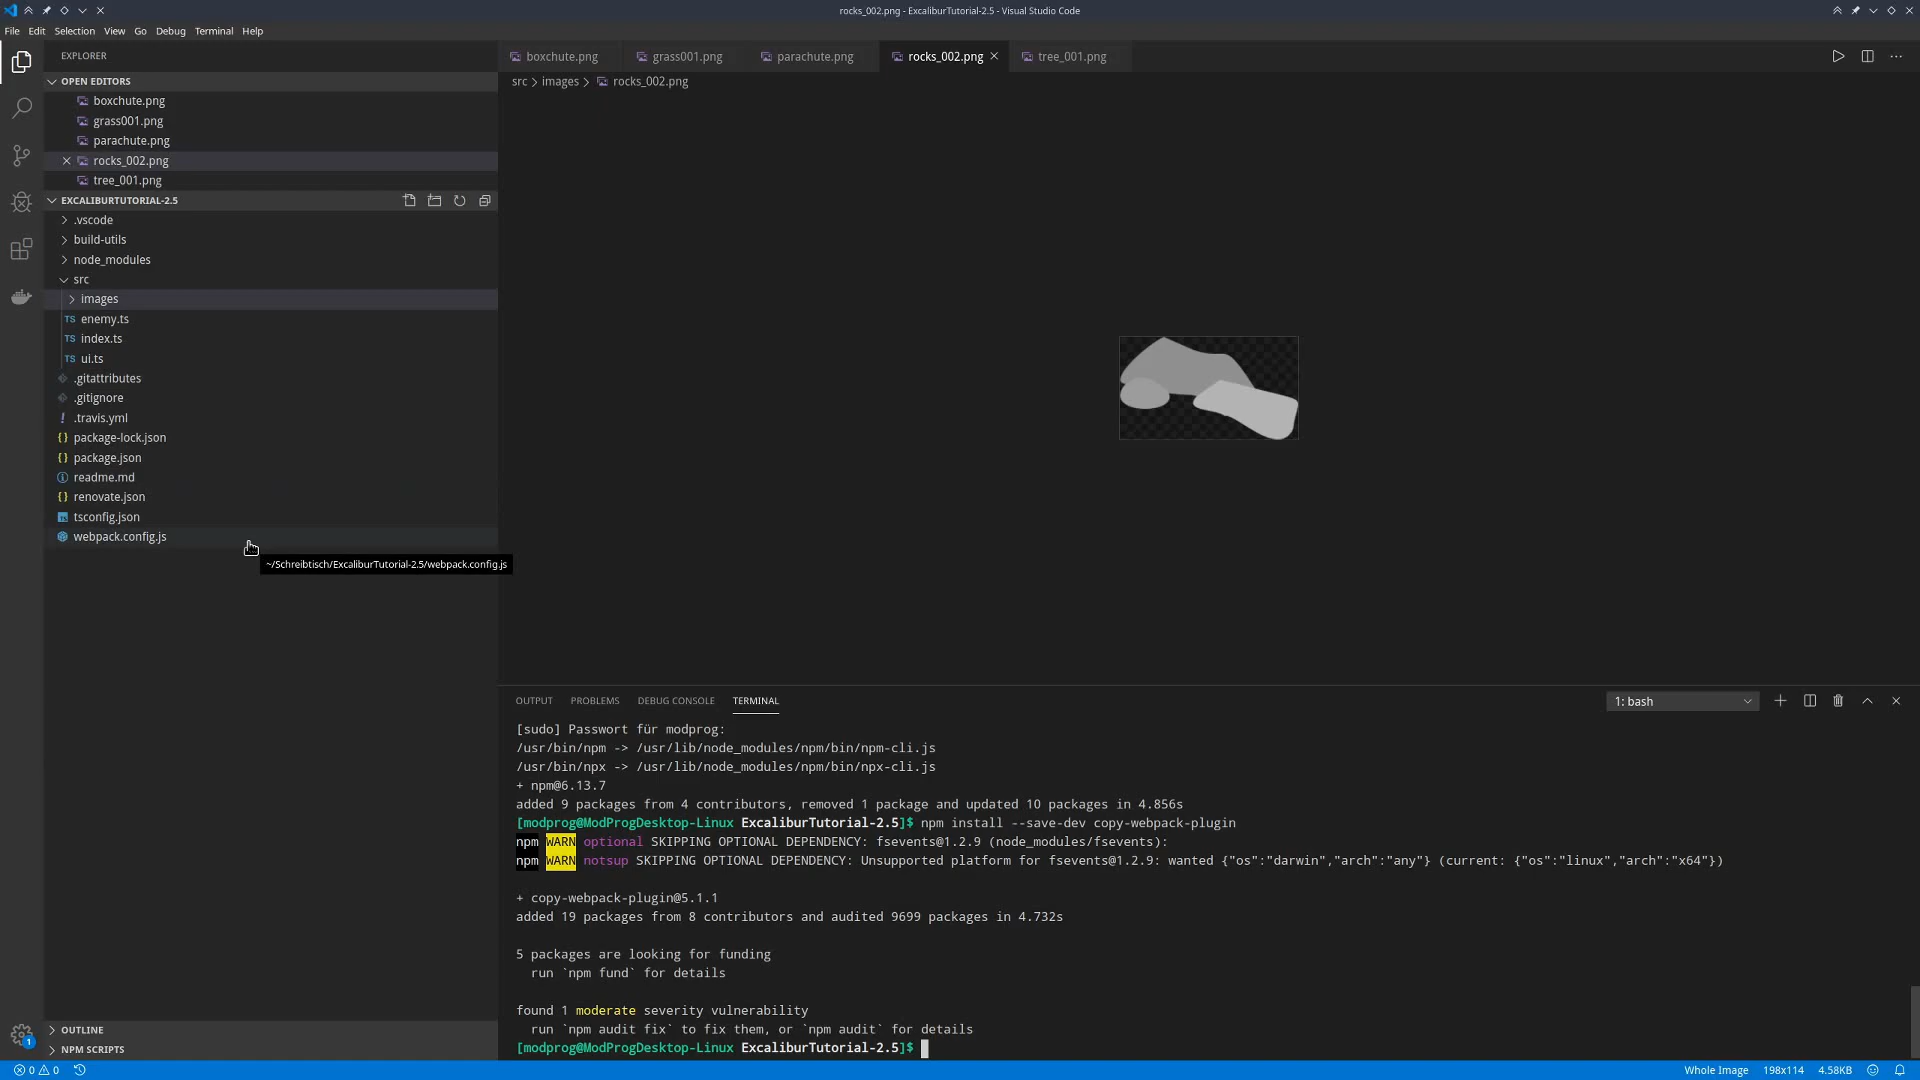 rocks_002.png - ExcaliburTutorial-2.5 - Visual Studio Code
File Edit Selection View Go Debug Terminal Help
EXPLORER
OPEN EDITORS
boxchute.png
grass001.png
parachute.png
rocks_002.png
tree_001.png
EXCALIBURTUTORIAL-2.5
.vscode
build-utils
node_modules
src
images
TS enemy.ts
TS index.ts
TS ui.ts
.gitattributes
.gitignore
! .travis.yml
{} package-lock.json
{} package.json
readme.md
{} renovate.json
TS tsconfig.json
webpack.config.js
~/Schreibtisch/ExcaliburTutorial-2.5/webpack.config.js
OUTLINE
NPM SCRIPTS
boxchute.png grass001.png parachute.png rocks_002.png tree_001.png
src > images > rocks_002.png
OUTPUT PROBLEMS DEBUG CONSOLE TERMINAL
1: bash
[sudo] Passwort für modprog:
/usr/bin/npm -> /usr/lib/node_modules/npm/bin/npm-cli.js
/usr/bin/npx -> /usr/lib/node_modules/npm/bin/npx-cli.js
+ npm@6.13.7
added 9 packages from 4 contributors, removed 1 package and updated 10 packages in 4.856s
[modprog@ModProgDesktop-Linux ExcaliburTutorial-2.5]$ npm install --save-dev copy-webpack-plugin
npm WARN optional SKIPPING OPTIONAL DEPENDENCY: fsevents@1.2.9 (node_modules/fsevents):
npm WARN notsup SKIPPING OPTIONAL DEPENDENCY: Unsupported platform for fsevents@1.2.9: wanted {"os":"darwin","arch":"any"} (current: {"os":"linux","arch":"x64"})
+ copy-webpack-plugin@5.1.1
added 19 packages from 8 contributors and audited 9699 packages in 4.732s
5 packages are looking for funding
run `npm fund` for details
found 1 moderate severity vulnerability
run `npm audit fix` to fix them, or `npm audit` for details
[modprog@ModProgDesktop-Linux ExcaliburTutorial-2.5]$
1
0 0
Whole Image 198x114 4.58KB